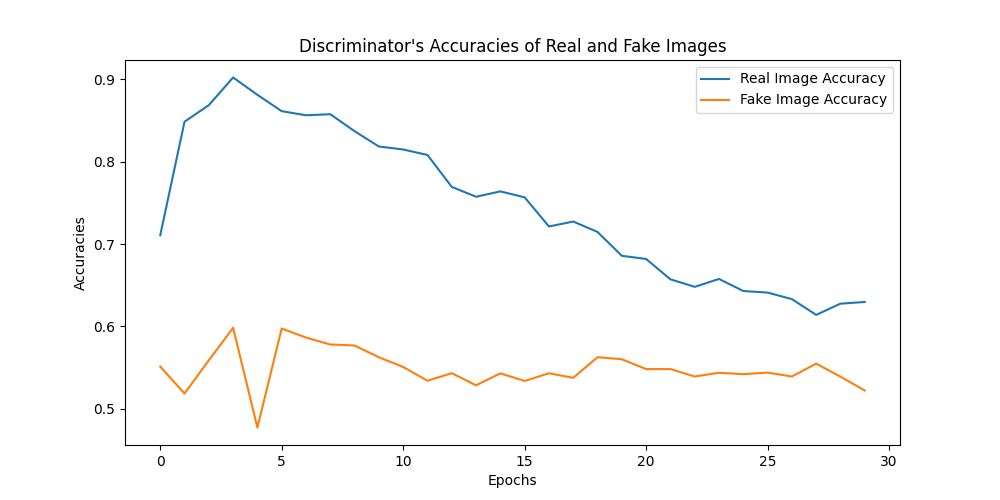 Discriminator's Accuracies of Real and Fake Images
Real Image Accuracy
Fake Image Accuracy
Accuracies
0.9
0.8
0.7
0.6
0.5
0 5 10 15 20 25 30
Epochs